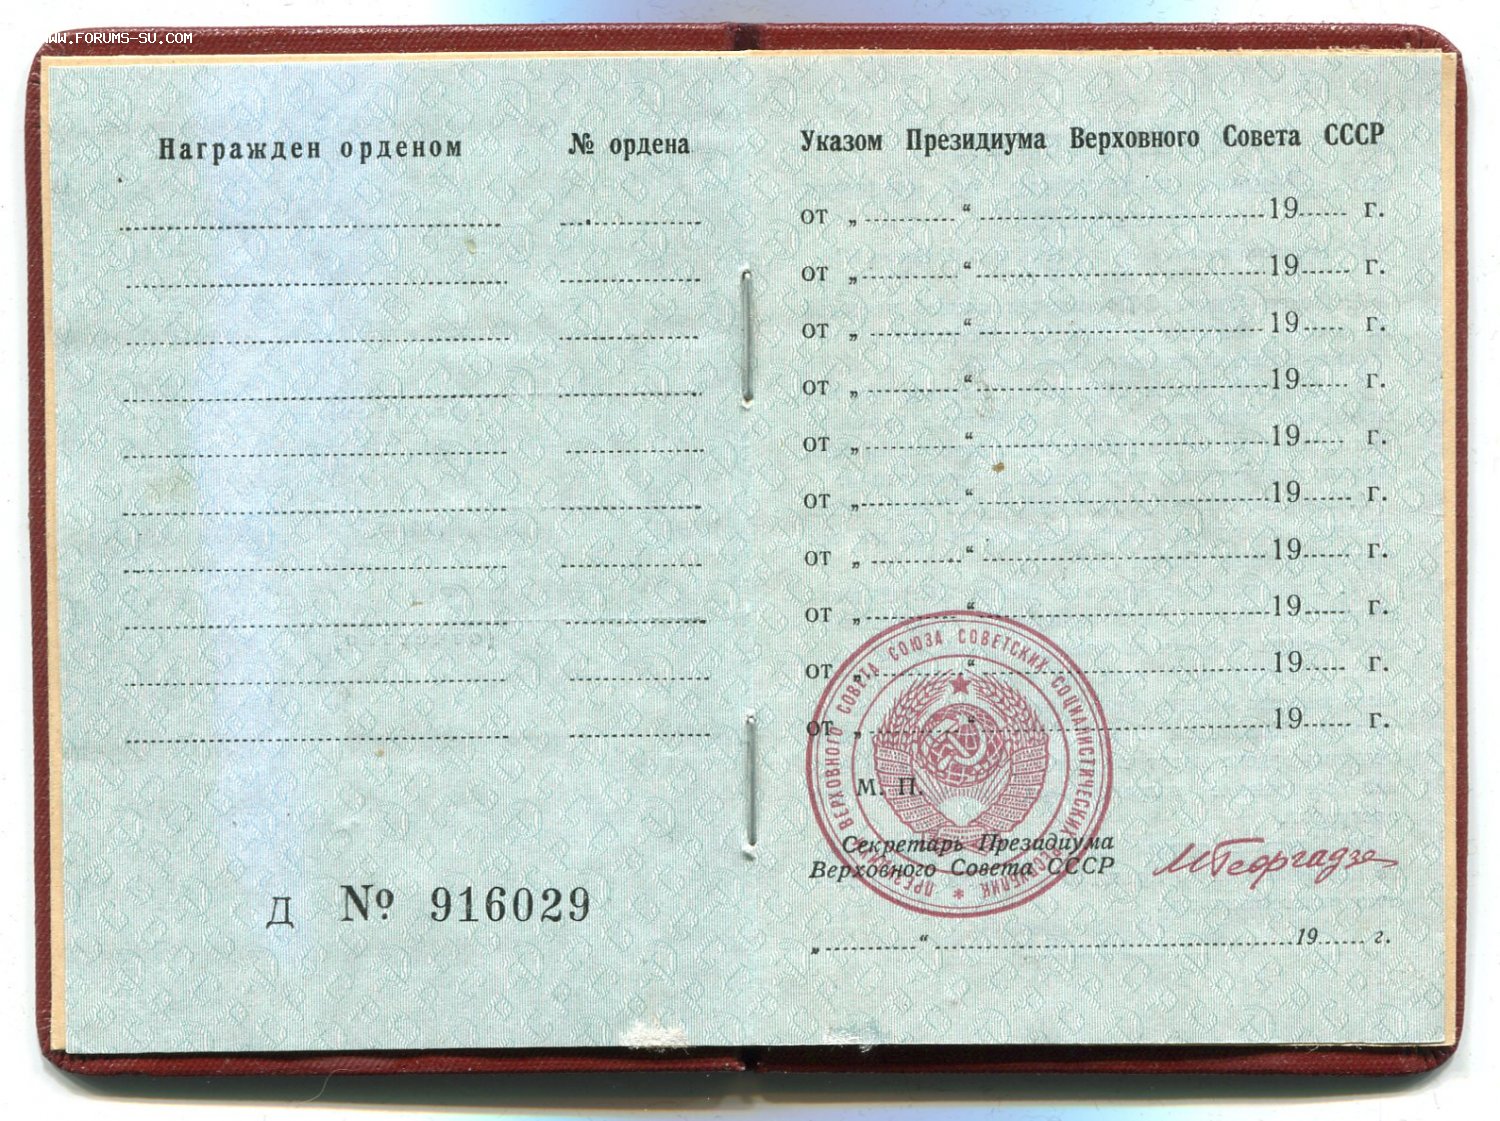 WWW.FORUMS-SU.COM
Награжден орденом
№ ордена
Указом Президиума Верховного Совета СССР
от „ “ 19 г.
от „ “ 19 г.
от „ “ 19 г.
от „ “ 19 г.
от „ “ 19 г.
от „ “ 19 г.
от „ “ 19 г.
от „ “ 19 г.
от „ “ 19 г.
от „ “ 19 г.
М. П.
ПРЕЗИДИУМ ВЕРХОВНОГО СОВЕТА СОЮЗА СОВЕТСКИХ СОЦИАЛИСТИЧЕСКИХ РЕСПУБЛИК *
Секретарь Президиума
Верховного Совета СССР
МГеоргадзе
„ “ 19 г.
Д № 916029